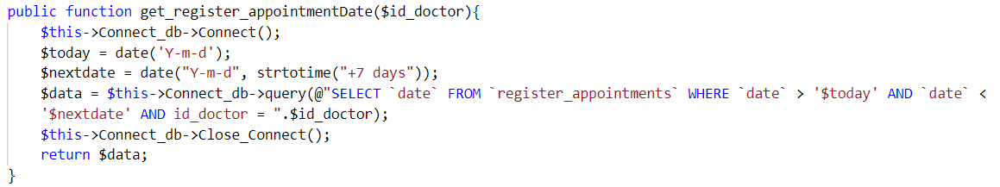 public function get_register_appointmentDate($id_doctor){
$this->Connect_db->Connect();
$today = date('Y-m-d');
$nextdate = date("Y-m-d", strtotime("+7 days"));
$data = $this->Connect_db->query(@"SELECT `date` FROM `register_appointments` WHERE `date` > '$today' AND `date` <
'$nextdate' AND id_doctor = ".$id_doctor);
$this->Connect_db->Close_Connect();
return $data;
}